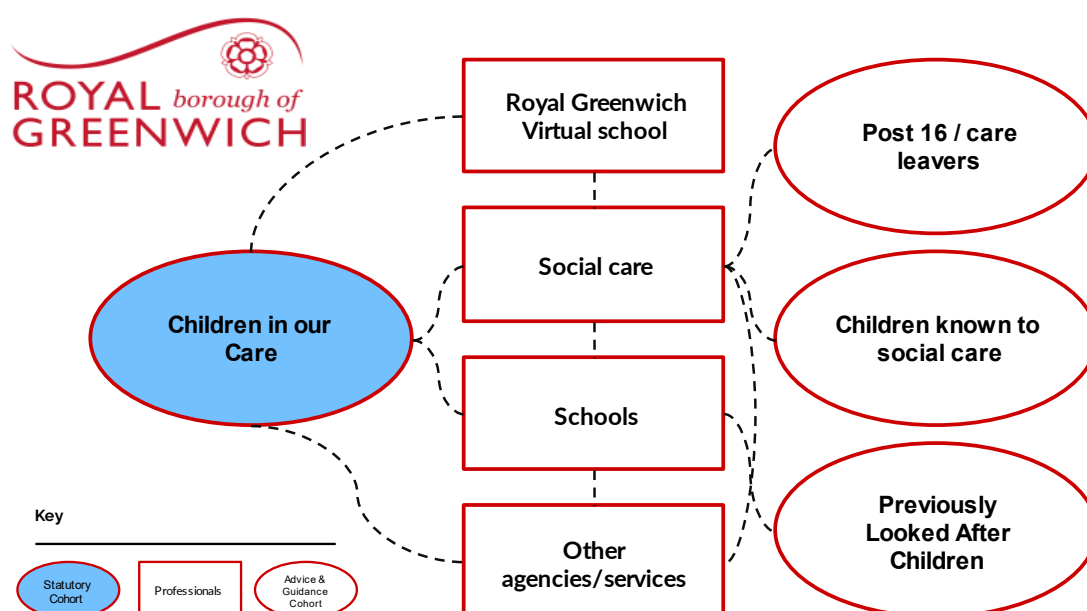 ROYAL borough of
GREENWICH
Royal Greenwich
Virtual school
Post 16 / care
leavers
Social care
Children in our
Care
Children known to
social care
Schools
Previously
Looked After
Children
Other
agencies/services
Key
Statutory
Cohort
Professionals
Advice &
Guidance
Cohort